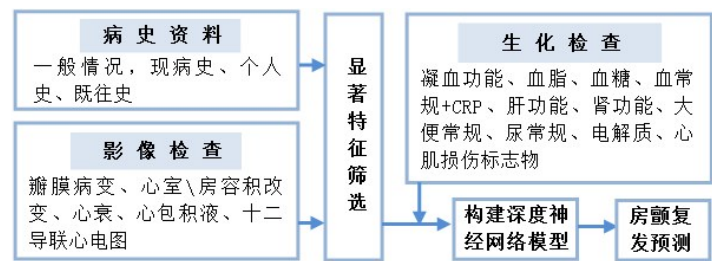 病 史 资 料
一般情况，现病史、个人
史、既往史
影 像 检 查
瓣膜病变、心室\房容积改
变、心衰、心包积液、十二
导联心电图
显
著
特
征
筛
选
生 化 检 查
凝血功能、血脂、血糖、血常
规+CRP、肝功能、肾功能、大
便常规、尿常规、电解质、心
肌损伤标志物
构建深度神
经网络模型
房颤复
发预测